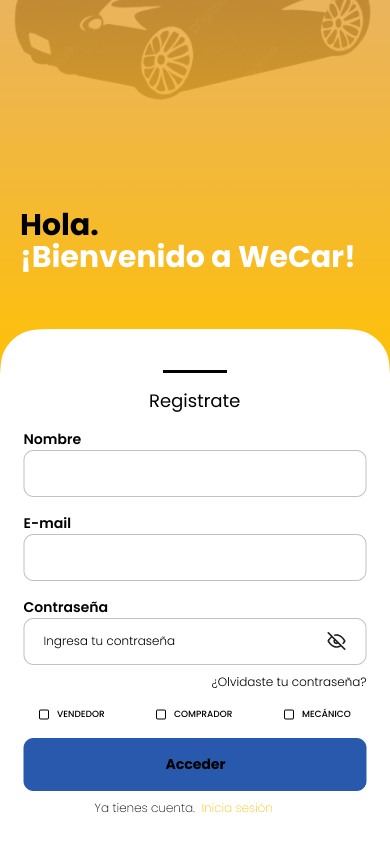 Hola.
¡Bienvenido a WeCar!
Registrate
Nombre
E-mail
Contraseña
Ingresa tu contraseña
¿Olvidaste tu contraseña?
VENDEDOR COMPRADOR MECÁNICO
Acceder
Ya tienes cuenta. Inicia sesión